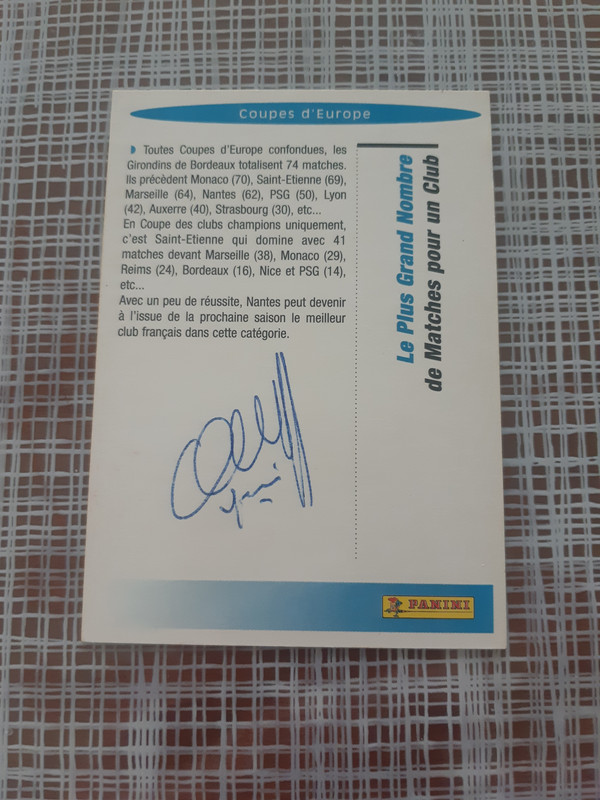 Coupes d'Europe
Toutes Coupes d'Europe confondues, les
Girondins de Bordeaux totalisent 74 matches.
Ils précèdent Monaco (70), Saint-Etienne (69),
Marseille (64), Nantes (62), PSG (50), Lyon
(42), Auxerre (40), Strasbourg (30), etc...
En Coupe des clubs champions uniquement,
c'est Saint-Etienne qui domine avec 41
matches devant Marseille (38), Monaco (29),
Reims (24), Bordeaux (16), Nice et PSG (14),
etc...
Avec un peu de réussite, Nantes peut devenir
à l'issue de la prochaine saison le meilleur
club français dans cette catégorie.
Le Plus Grand Nombre
de Matches pour un Club
PANINI